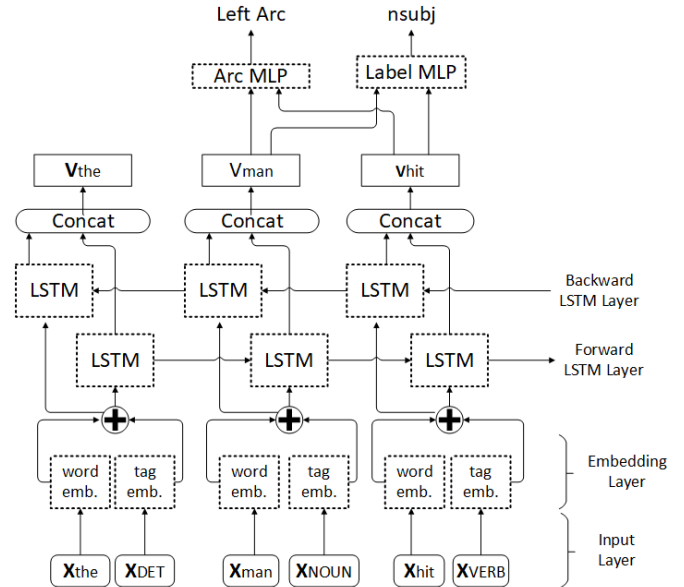 Left Arc nsubj
Arc MLP Label MLP
Vthe Vman vhit
Concat Concat Concat
LSTM LSTM LSTM Backward
LSTM Layer
LSTM LSTM LSTM Forward
LSTM Layer
+ + +
word tag word tag word tag Embedding
emb. emb. emb. emb. emb. emb. Layer
Xthe XDET Xman XNOUN Xhit XVERB Input
Layer